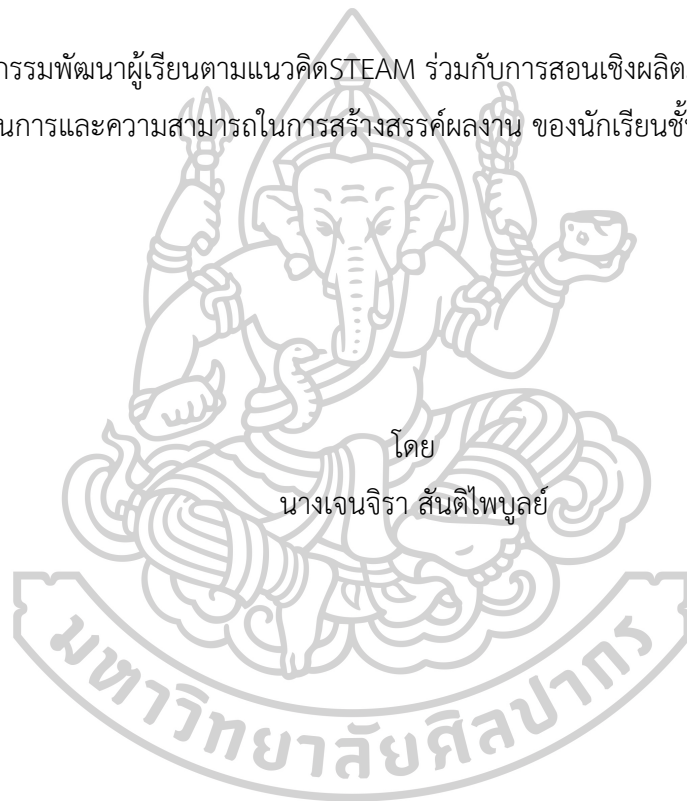 กรรมพัฒนาผู้เรียนตามแนวคิดSTEAM ร่วมกับการสอนเชิงผลิต
นการและความสามารถในการสร้างสรรค์ผลงาน ของนักเรียนชั้
โดย
นางเจนจิรา สันติไพบูลย์
มหาวิทยาลัยศิลปากร